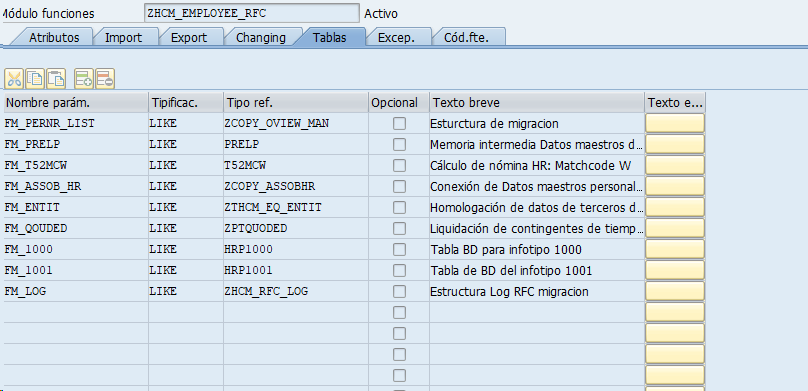 Módulo funciones ZHCM_EMPLOYEE_RFC Activo
Atributos Import Export Changing Tablas Excep. Cód.fte.
Nombre parám. Tipificac. Tipo ref. Opcional Texto breve Texto e...
FM_PERNR_LIST LIKE ZCOPY_OVIEW_MAN Esturctura de migracion
FM_PRELP LIKE PRELP Memoria intermedia Datos maestros d...
FM_T52MCW LIKE T52MCW Cálculo de nómina HR: Matchcode W
FM_ASSOB_HR LIKE ZCOPY_ASSOBHR Conexión de Datos maestros personal...
FM_ENTIT LIKE ZTHCM_EQ_ENTIT Homologación de datos de terceros d...
FM_QOUDED LIKE ZPTQUODED Liquidación de contingentes de tiemp...
FM_1000 LIKE HRP1000 Tabla BD para infotipo 1000
FM_1001 LIKE HRP1001 Tabla de BD del infotipo 1001
FM_LOG LIKE ZHCM_RFC_LOG Estructura Log RFC migracion